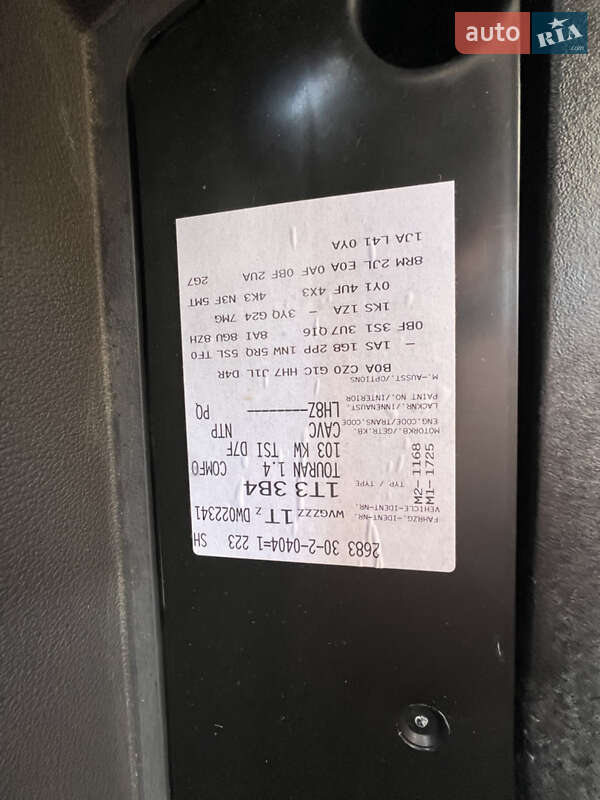 auto RIA.com
2683 30-2-0404=1 223 SH
FAHRZG.-IDENT-NR.
VEHICLE-IDENT-NR.
WVGZZZ 1T Z DW022341
TYP / TYPE
1T3 3B4
M1- 1725
M2- 1168
TOURAN 1.4 COMFO
103 KW TSI D7F
MOTORKB./GETR.KB.
ENG.CODE/TRANS.CODE
CAVC NTP
LACKNR./INNENAUST.
PAINT NO./INTERIOR
LH8Z------- PQ
M.-AUSST./OPTIONS
B0A CZ0 G1C HH7 J1L D4R
- 1AS 1G8 2PP 1NW 5RQ 5SL TF0
0BF 3S1 3U7 Q16 8AI 8GU 8ZH
1KS 1ZA - 3YQ G24 7MG
0Y1 4UF 4X3 4K3 N3F 5MT
8RM 2JL E0A 0AF 0BF 2UA 2G7
1JA L41 0YA